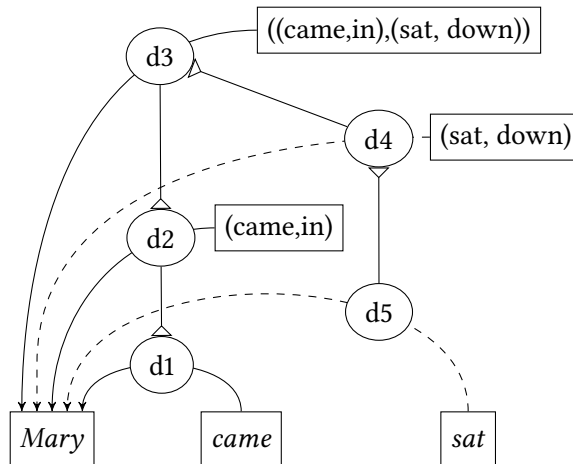 ((came,in),(sat, down))
d3
d4
(sat, down)
d2
(came,in)
d5
d1
Mary
came
sat